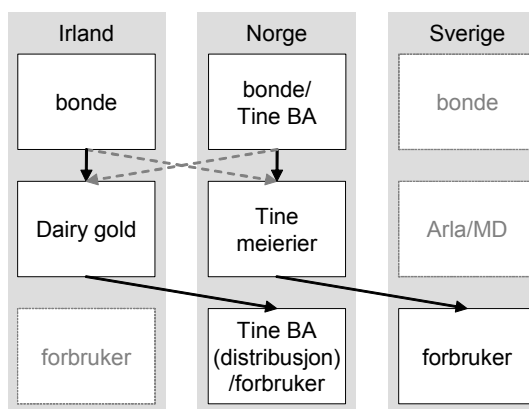 Irland
Norge
Sverige
bonde
bonde/
Tine BA
bonde
Dairy gold
Tine
meierier
Arla/MD
forbruker
Tine BA
(distribusjon)
/forbruker
forbruker